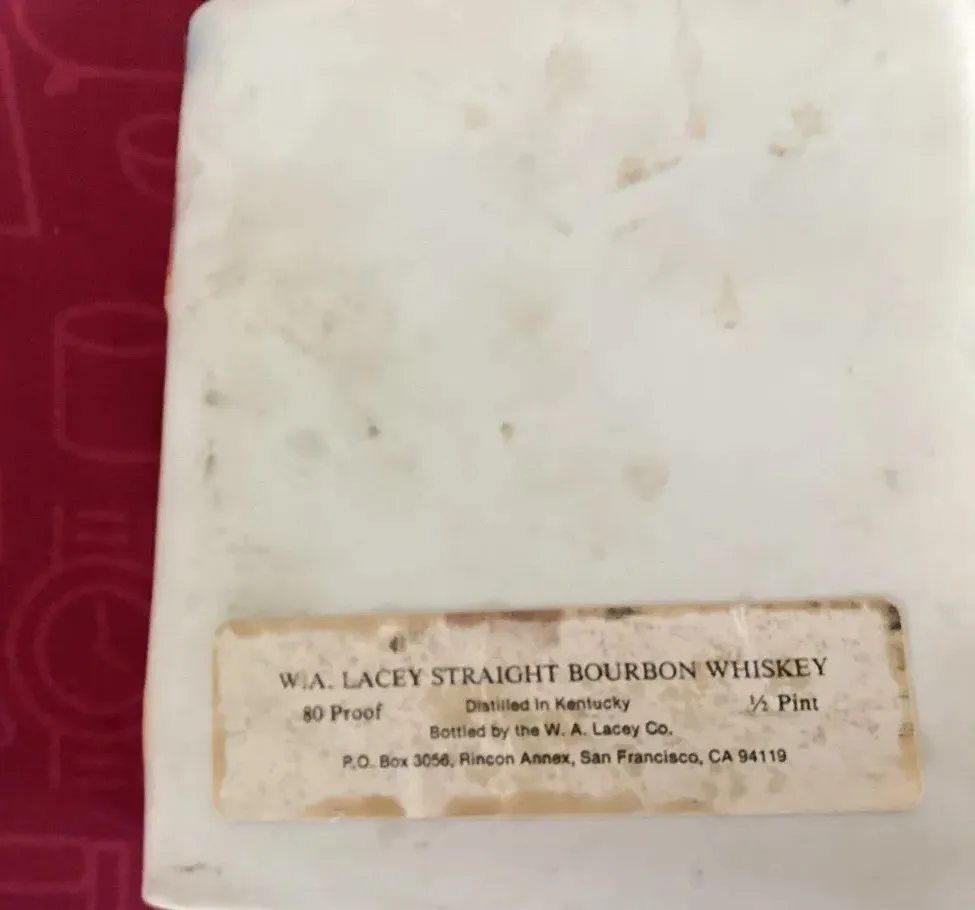 W.A. LACEY STRAIGHT BOURBON WHISKEY
80 Proof Distilled in Kentucky ½ Pint
Bottled by the W. A. Lacey Co.
P.O. Box 3056, Rincon Annex, San Francisco, CA 94119